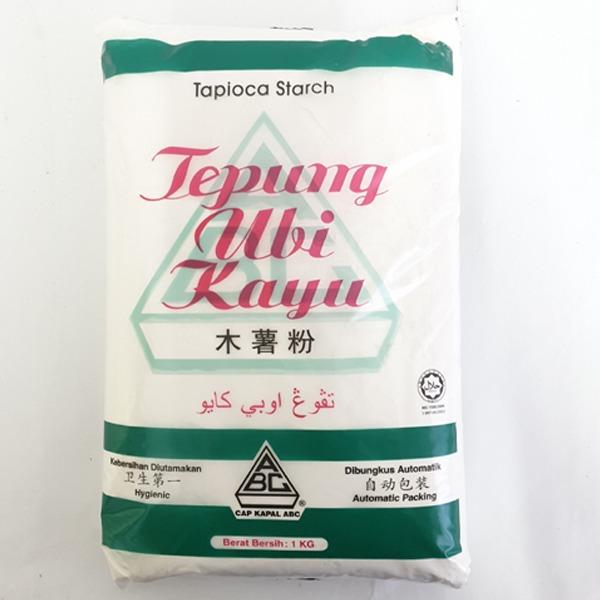 Tapioca Starch
Tepung
Ubi
Kayu
木薯粉
تڤوڠ اوبي كايو
حلال
Kebersihan Diutamakan
卫生第一
Hygienic
ABC
®
CAP KAPAL ABC
Dibungkus Automatik
自动包装
Automatic Packing
Berat Bersih: 1 KG